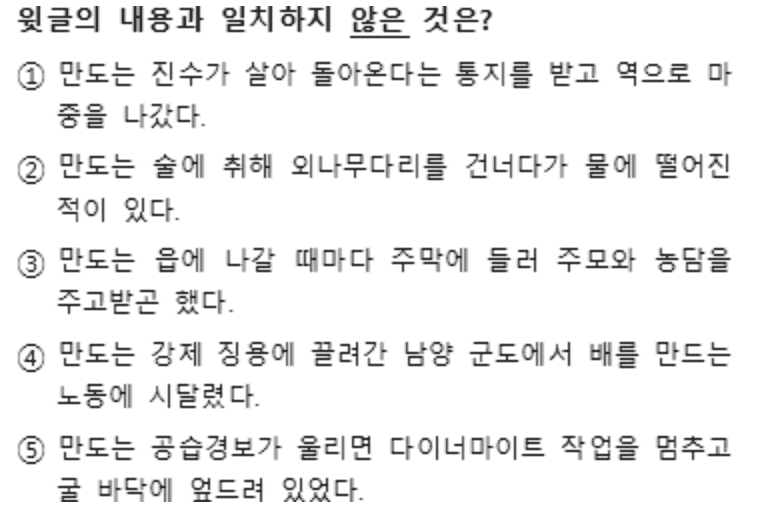 윗글의 내용과 일치하지 않은 것은?
① 만도는 진수가 살아 돌아온다는 통지를 받고 역으로 마
중을 나갔다.
② 만도는 술에 취해 외나무다리를 건너다가 물에 떨어진
적이 있다.
③ 만도는 읍에 나갈 때마다 주막에 들러 주모와 농담을
주고받곤 했다.
④ 만도는 강제 징용에 끌려간 남양 군도에서 배를 만드는
노동에 시달렸다.
⑤ 만도는 공습경보가 울리면 다이너마이트 작업을 멈추고
굴 바닥에 엎드려 있었다.